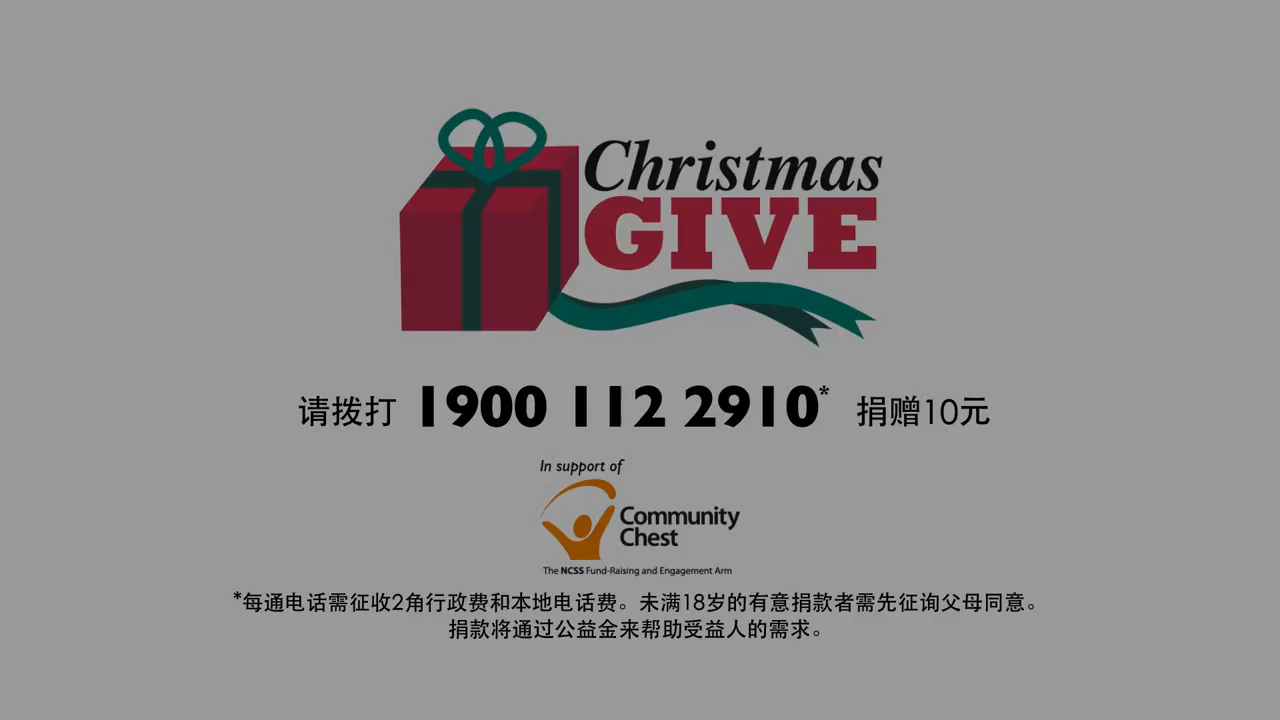 Christmas
GIVE
请拨打 1900 112 2910* 捐赠10元
In support of
Community
Chest
The NCSS Fund-Raising and Engagement Arm
*每通电话需征收2角行政费和本地电话费。未满18岁的有意捐款者需先征询父母同意。
捐款将通过公益金来帮助受益人的需求。